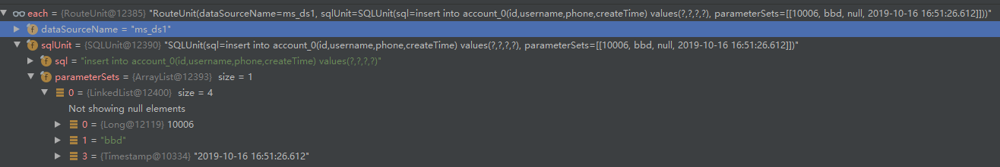 each = {RouteUnit@12385} "RouteUnit(dataSourceName=ms_ds1, sqlUnit=SQLUnit(sql=insert into account_0(id,username,phone,createTime) values(?,?,?,?), parameterSets=[[10006, bbd, null, 2019-10-16 16:51:26.612]]))"
f dataSourceName = "ms_ds1"
f sqlUnit = {SQLUnit@12390} "SQLUnit(sql=insert into account_0(id,username,phone,createTime) values(?,?,?,?), parameterSets=[[10006, bbd, null, 2019-10-16 16:51:26.612]])"
f sql = "insert into account_0(id,username,phone,createTime) values(?,?,?,?)"
f parameterSets = {ArrayList@12393} size = 1
0 = {LinkedList@12400} size = 4
Not showing null elements
0 = {Long@12119} 10006
1 = "bbd"
3 = {Timestamp@10334} "2019-10-16 16:51:26.612"